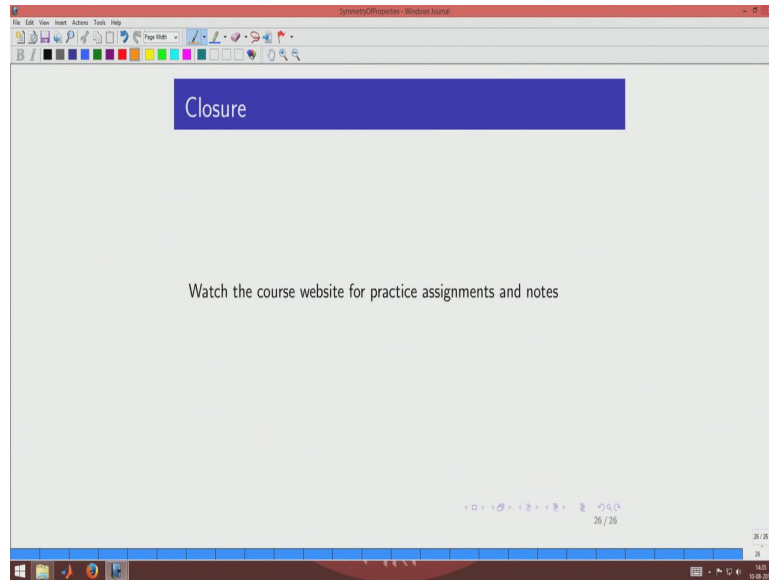 SymmetryOfProperties - Windows Journal
File Edit View Insert Actions Tools Help
Page Width
B I
Closure
Watch the course website for practice assignments and notes
26 / 26
26 / 26
26
14:35